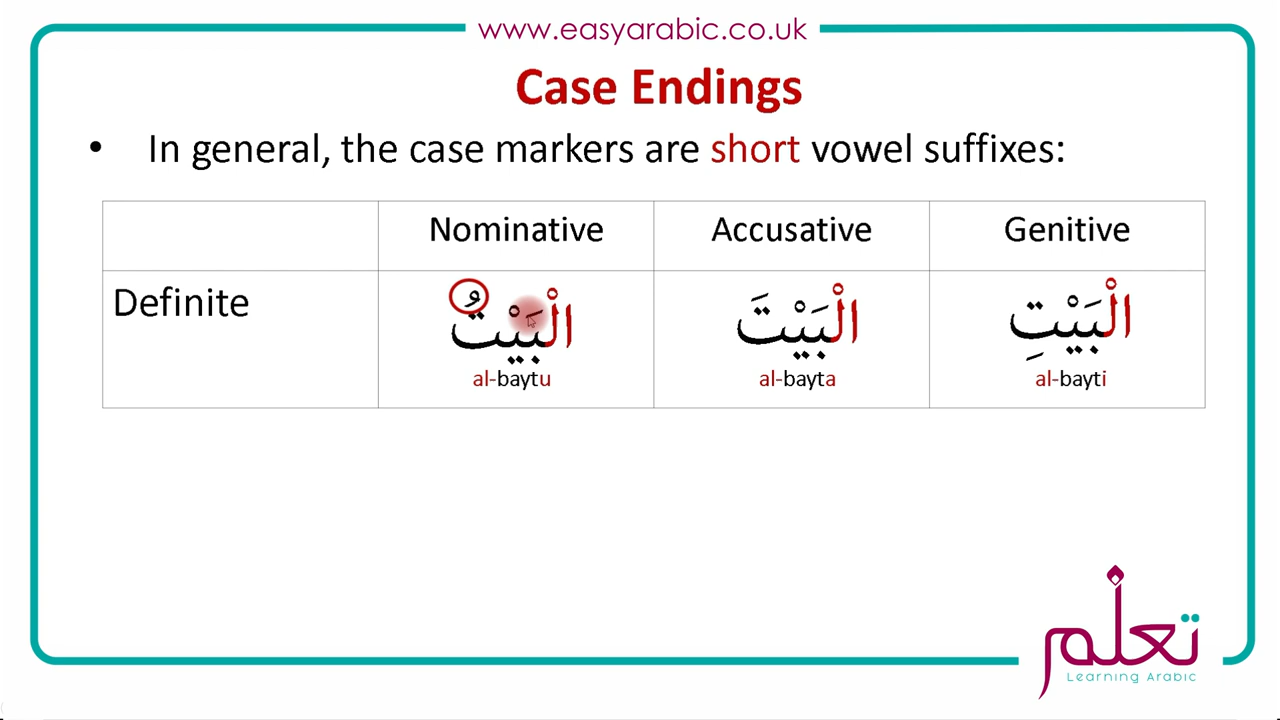 www.easyarabic.co.uk
Case Endings
• In general, the case markers are short vowel suffixes:
Nominative Accusative Genitive
Definite الْبَيْتُ الْبَيْتَ الْبَيْتِ
al-baytu al-bayta al-bayti
تعلم
Learning Arabic